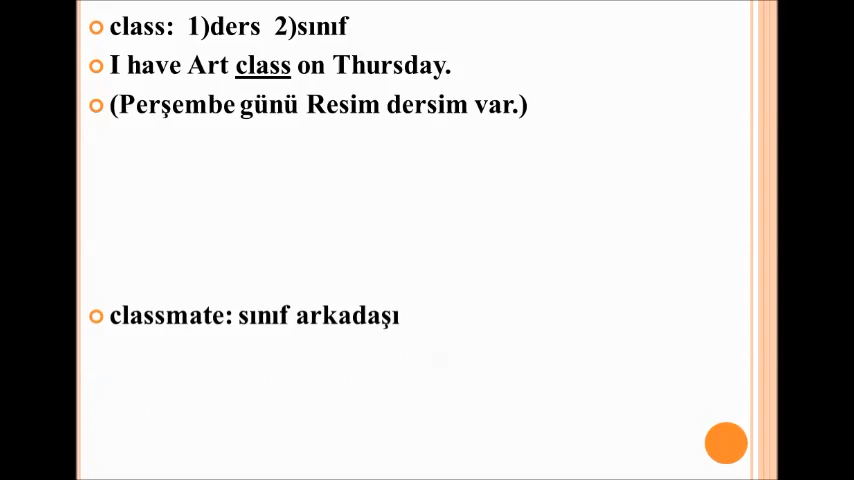 class: 1)ders 2)sınıf
I have Art class on Thursday.
(Perşembe günü Resim dersim var.)
classmate: sınıf arkadaşı